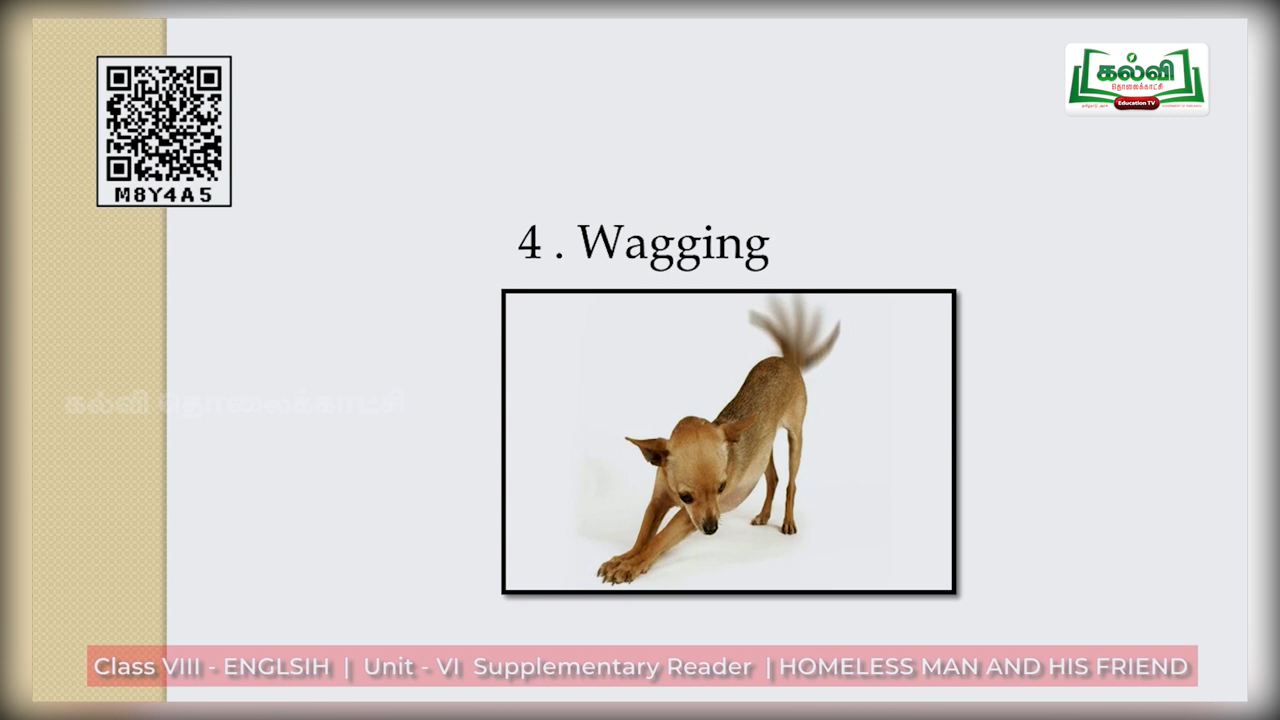 கல்வி
தொலைக்காட்சி
Education TV
M8Y4A5
4 . Wagging
கல்வி தொலைக்காட்சி
Class VIII - ENGLSIH | Unit - VI Supplementary Reader | HOMELESS MAN AND HIS FRIEND